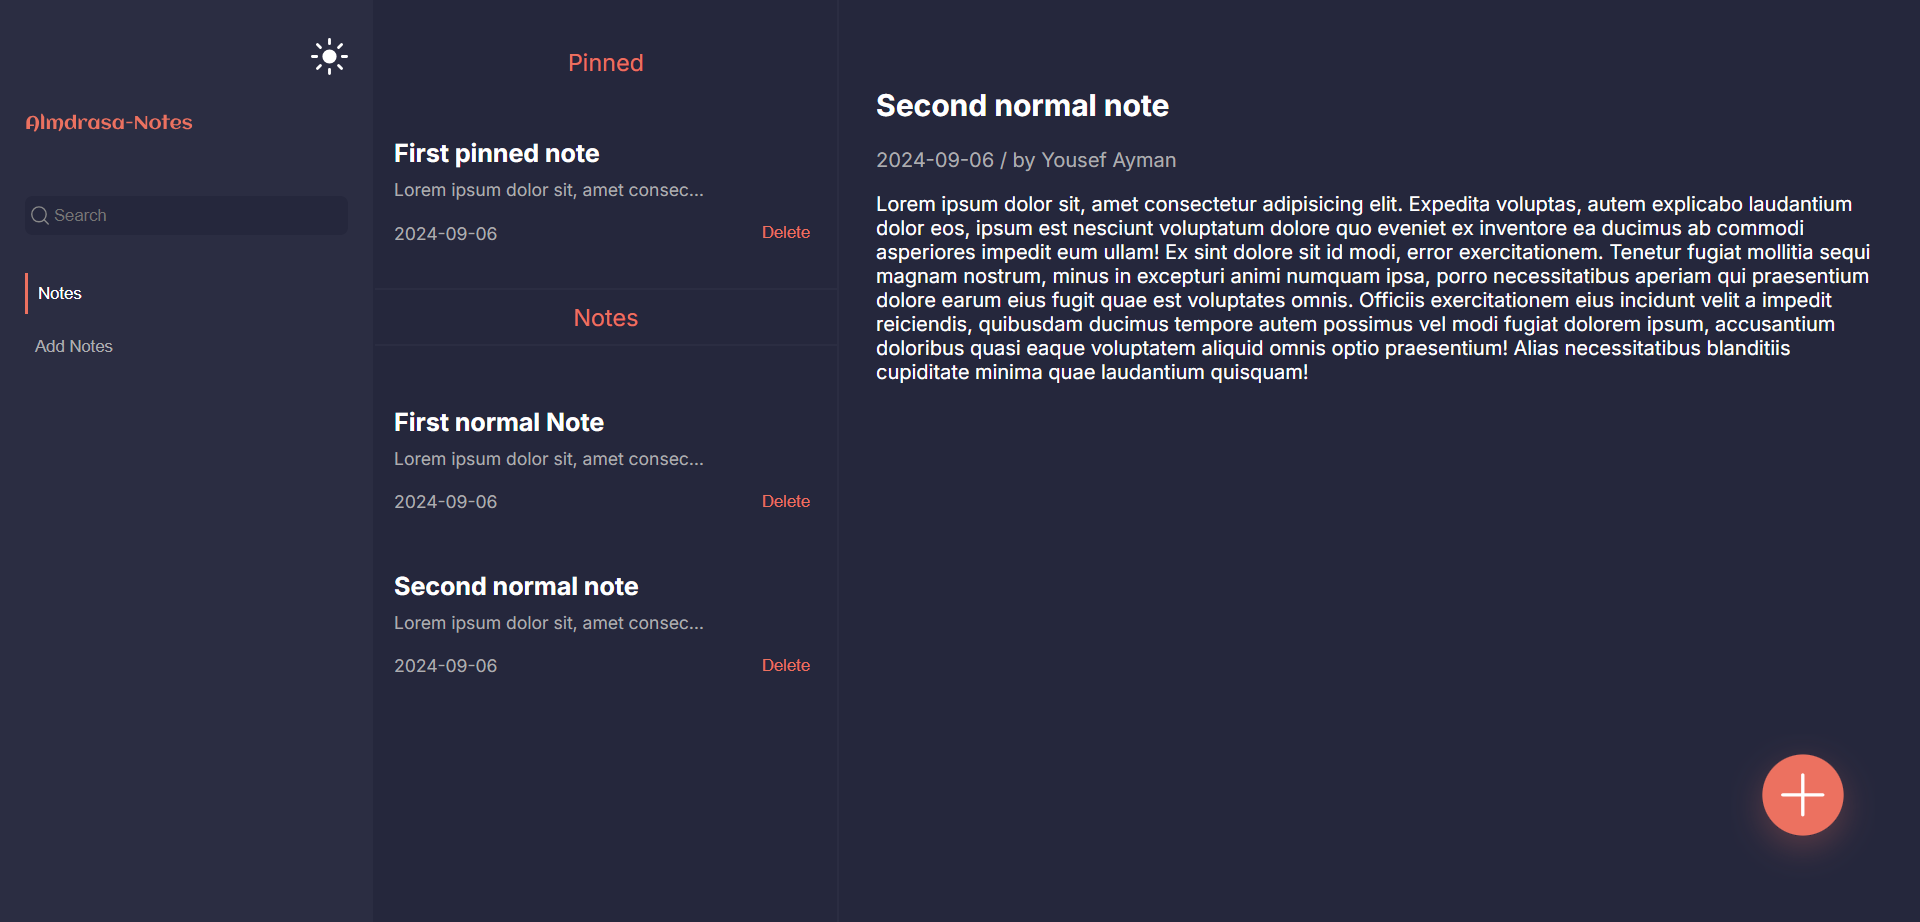 Almdrasa-Notes
Search
Notes
Add Notes
Pinned
First pinned note
Lorem ipsum dolor sit, amet consec...
2024-09-06
Delete
Notes
First normal Note
Lorem ipsum dolor sit, amet consec...
2024-09-06
Delete
Second normal note
Lorem ipsum dolor sit, amet consec...
2024-09-06
Delete
Second normal note
2024-09-06 / by Yousef Ayman
Lorem ipsum dolor sit, amet consectetur adipisicing elit. Expedita voluptas, autem explicabo laudantium
dolor eos, ipsum est nesciunt voluptatum dolore quo eveniet ex inventore ea ducimus ab commodi
asperiores impedit eum ullam! Ex sint dolore sit id modi, error exercitationem. Tenetur fugiat mollitia sequi
magnam nostrum, minus in excepturi animi numquam ipsa, porro necessitatibus aperiam qui praesentium
dolore earum eius fugit quae est voluptates omnis. Officiis exercitationem eius incidunt velit a impedit
reiciendis, quibusdam ducimus tempore autem possimus vel modi fugiat dolorem ipsum, accusantium
doloribus quasi eaque voluptatem aliquid omnis optio praesentium! Alias necessitatibus blanditiis
cupiditate minima quae laudantium quisquam!